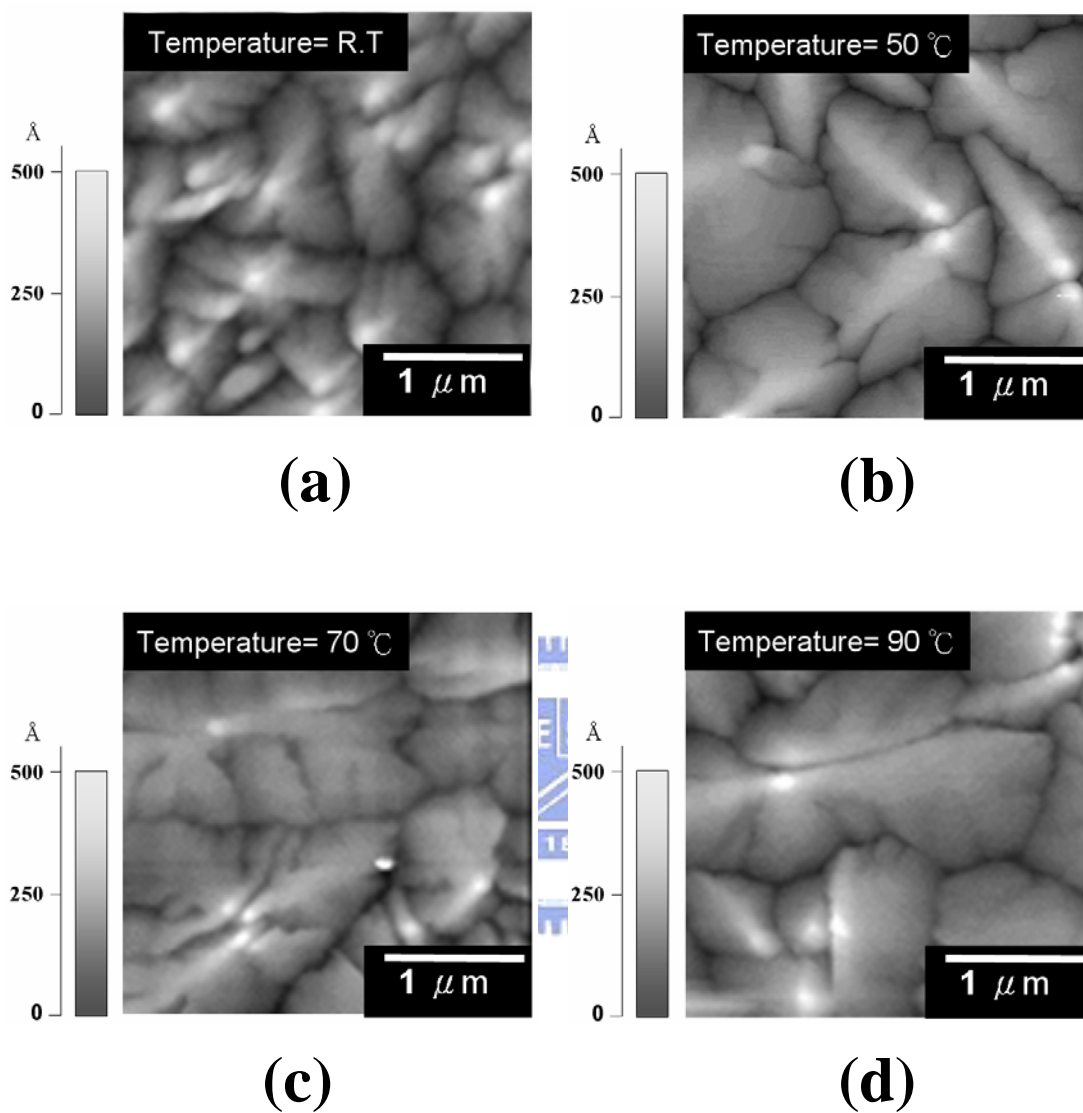 Temperature= R.T
Å
500
250
0
1 μm
(a)
Temperature= 50 ℃
Å
500
250
0
1 μm
(b)
Temperature= 70 ℃
Å
500
250
0
1 μm
(c)
E
18
Temperature= 90 ℃
Å
500
250
0
1 μm
(d)